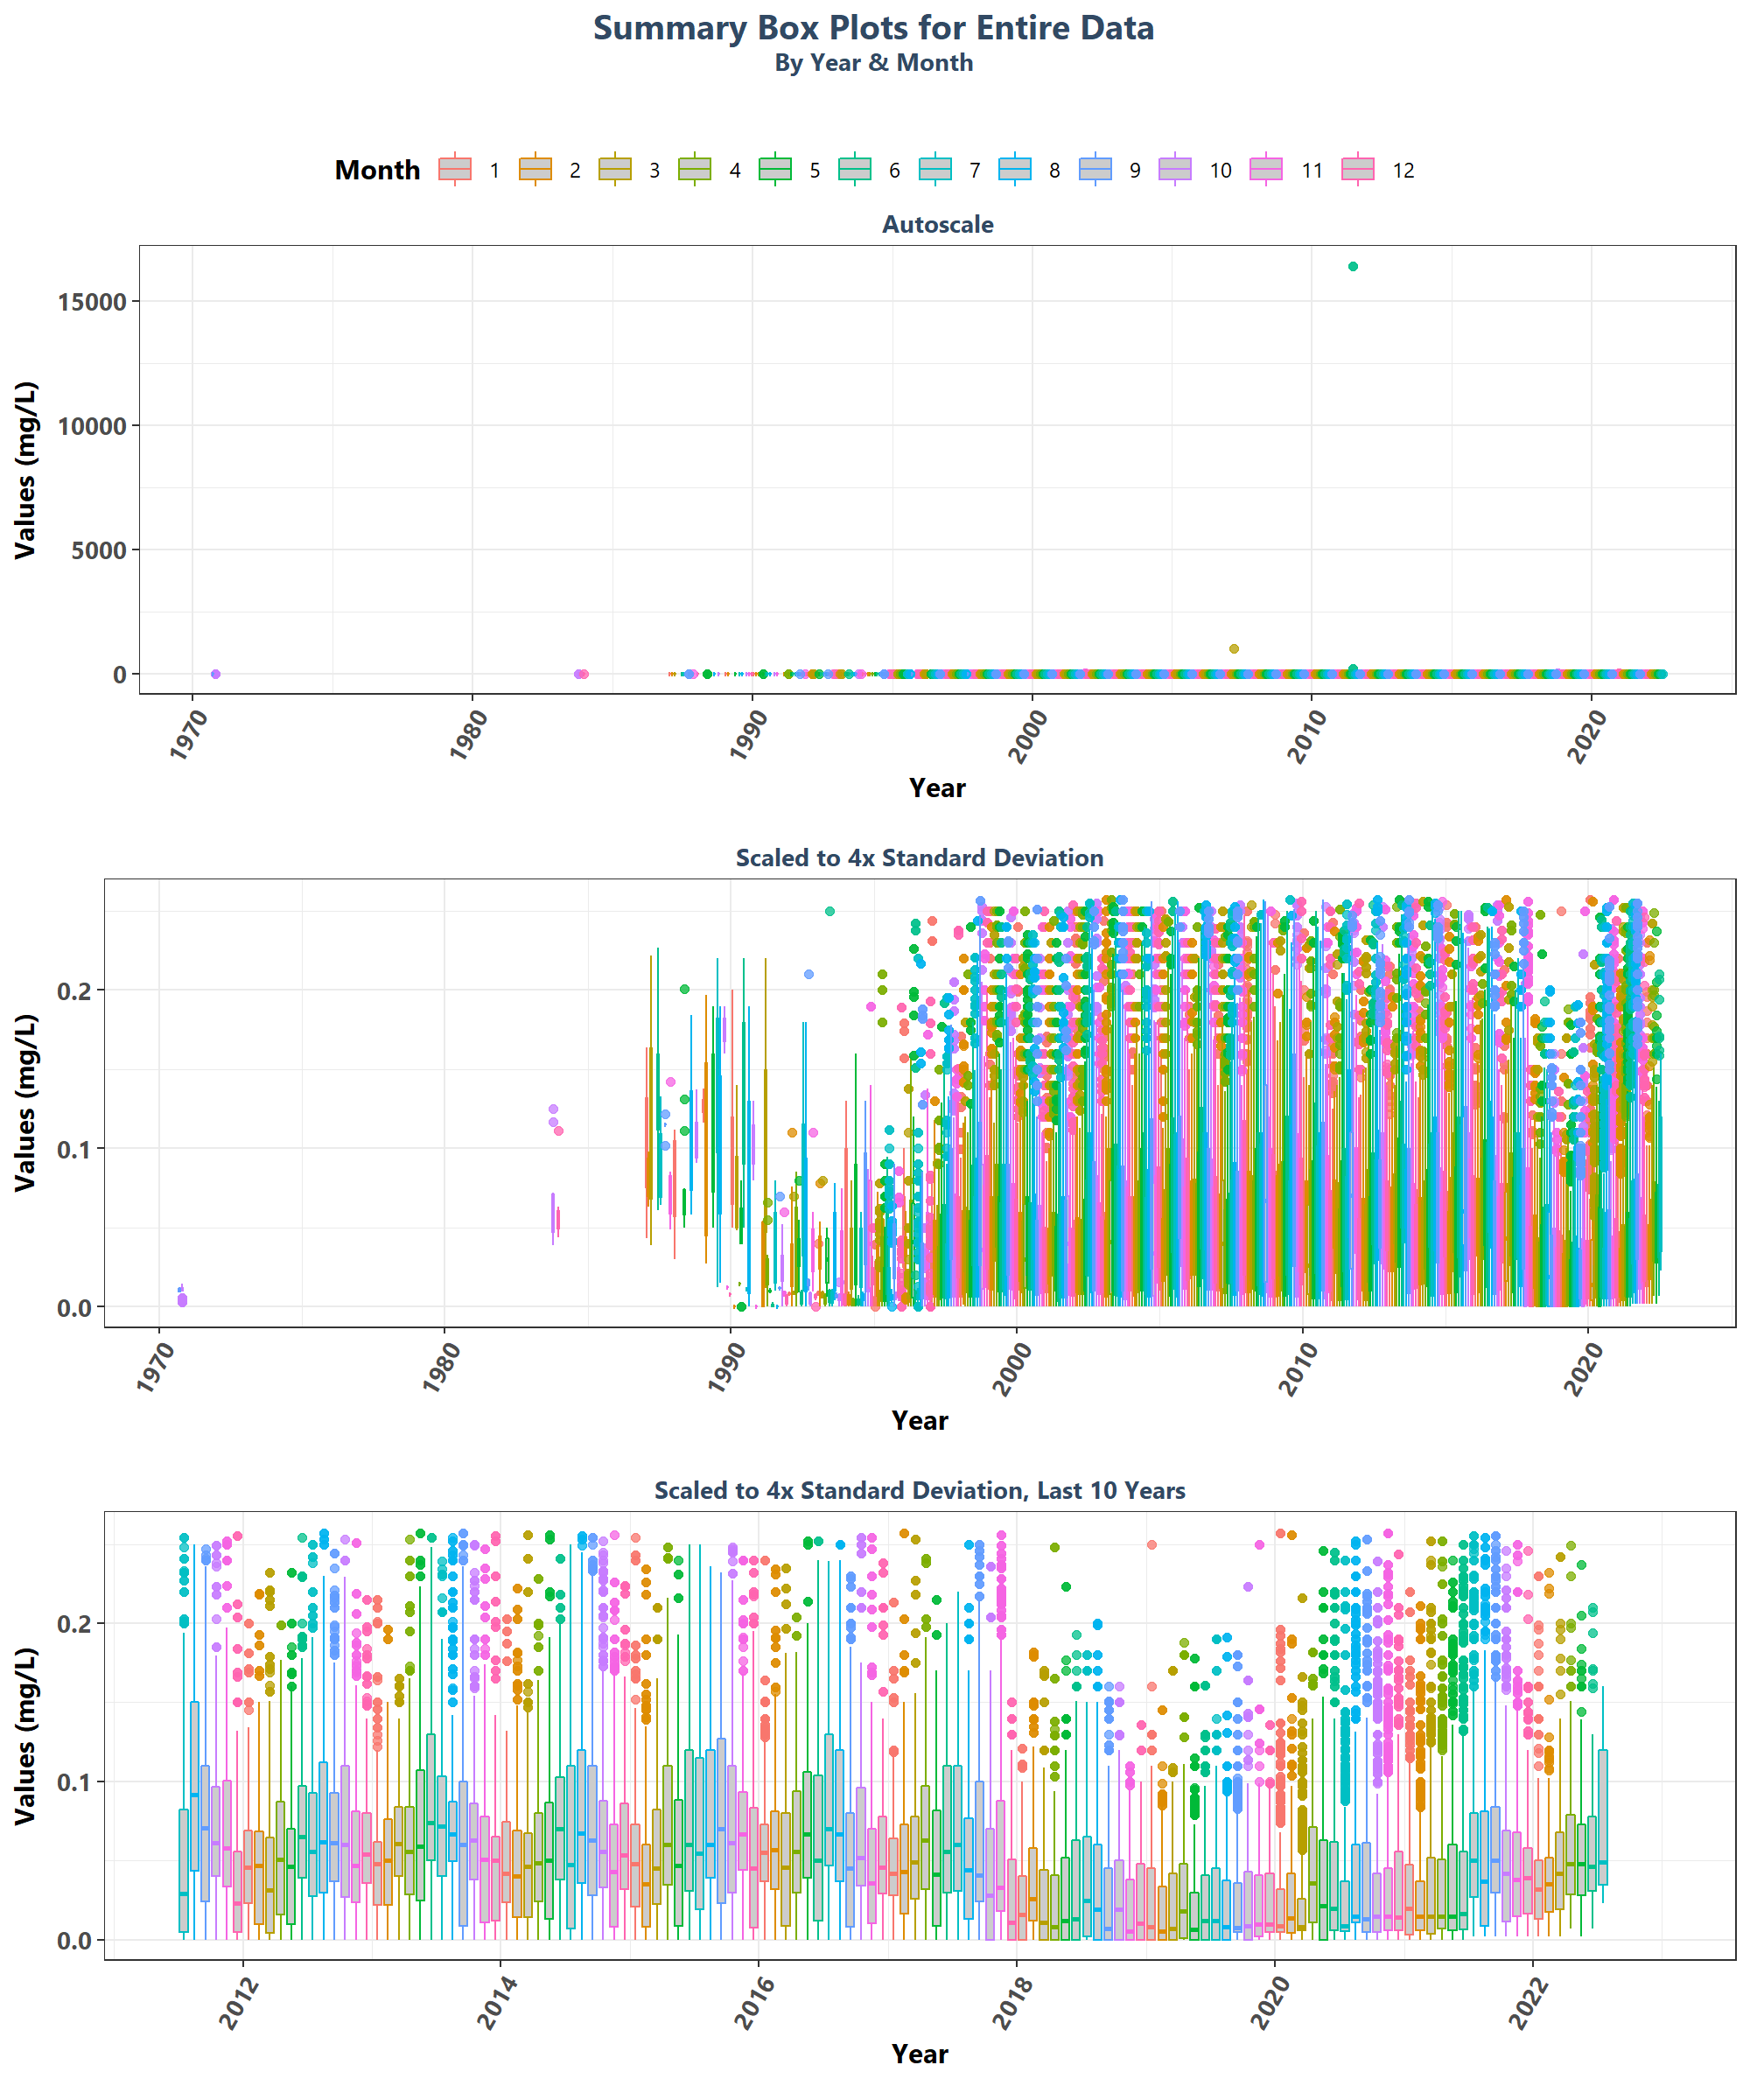 Summary Box Plots for Entire Data
By Year & Month
Month 1 2 3 4 5 6 7 8 9 10 11 12
Autoscale
Values (mg/L)
15000
10000
5000
0
1970 1980 1990 2000 2010 2020
Year
Scaled to 4x Standard Deviation
Values (mg/L)
0.2
0.1
0.0
1970 1980 1990 2000 2010 2020
Year
Scaled to 4x Standard Deviation, Last 10 Years
Values (mg/L)
0.2
0.1
0.0
2012 2014 2016 2018 2020 2022
Year